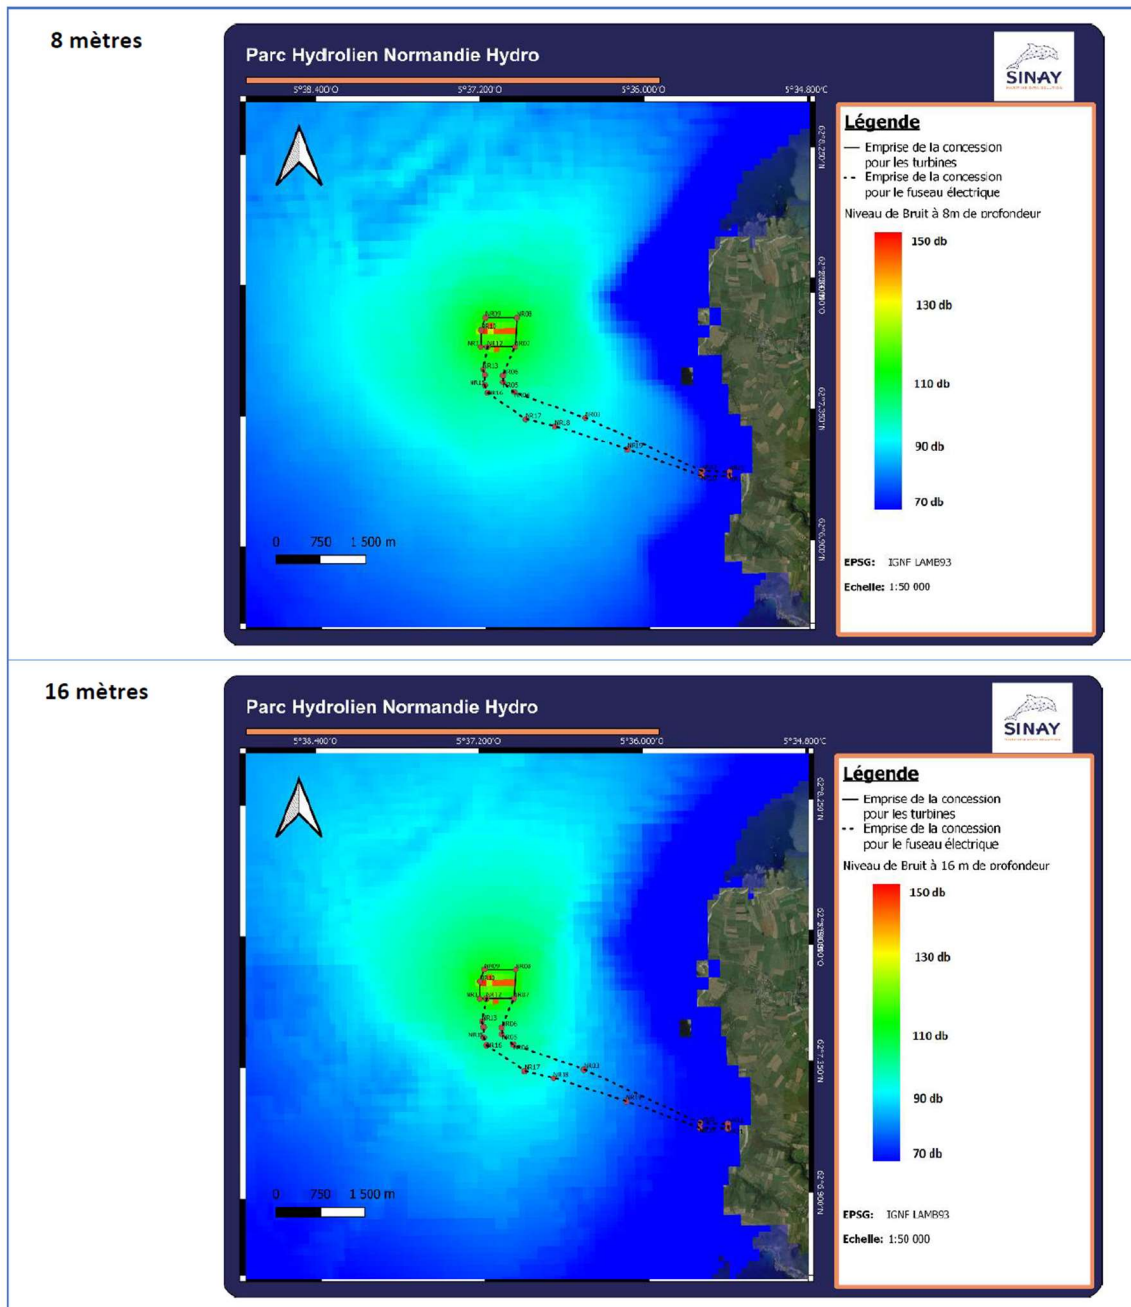 8 mètres
Parc Hydrolien Normandie Hydro
SINAY
5°38.400'O 5°37.200'O 5°36.000'O
Légende
Emprise de la concession
pour les turbines
Emprise de la concession
pour le fuseau électrique
Niveau de Bruit à 8m de profondeur
150 db
130 db
110 db
90 db
70 db
NR09
NR17
0 750 1 500 m
EPSG: IGNF LAMB93
Echelle: 1:50 000
16 mètres
Parc Hydrolien Normandie Hydro
SINAY
5°38.400'O 5°37.200'O 5°36.000'O
Légende
Emprise de la concession
pour les turbines
Emprise de la concession
pour le fuseau électrique
Niveau de Bruit à 16 m de profondeur
150 db
130 db
110 db
90 db
70 db
NR16
NR17
NR18
0 750 1 500 m
EPSG: IGNF LAMB93
Echelle: 1:50 000